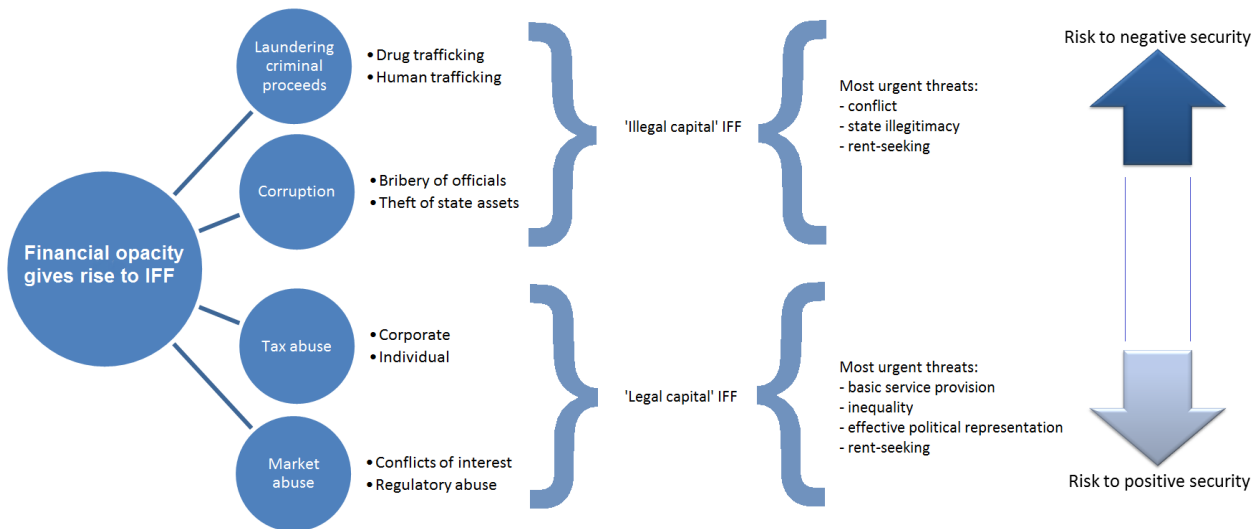 Financial opacity
gives rise to IFF
Laundering
criminal
proceeds
• Drug trafficking
• Human trafficking
Corruption
• Bribery of officials
• Theft of state assets
Tax abuse
• Corporate
• Individual
Market
abuse
• Conflicts of interest
• Regulatory abuse
'Illegal capital' IFF
'Legal capital' IFF
Most urgent threats:
- conflict
- state illegitimacy
- rent-seeking
Most urgent threats:
- basic service provision
- inequality
- effective political representation
- rent-seeking
Risk to negative security
Risk to positive security